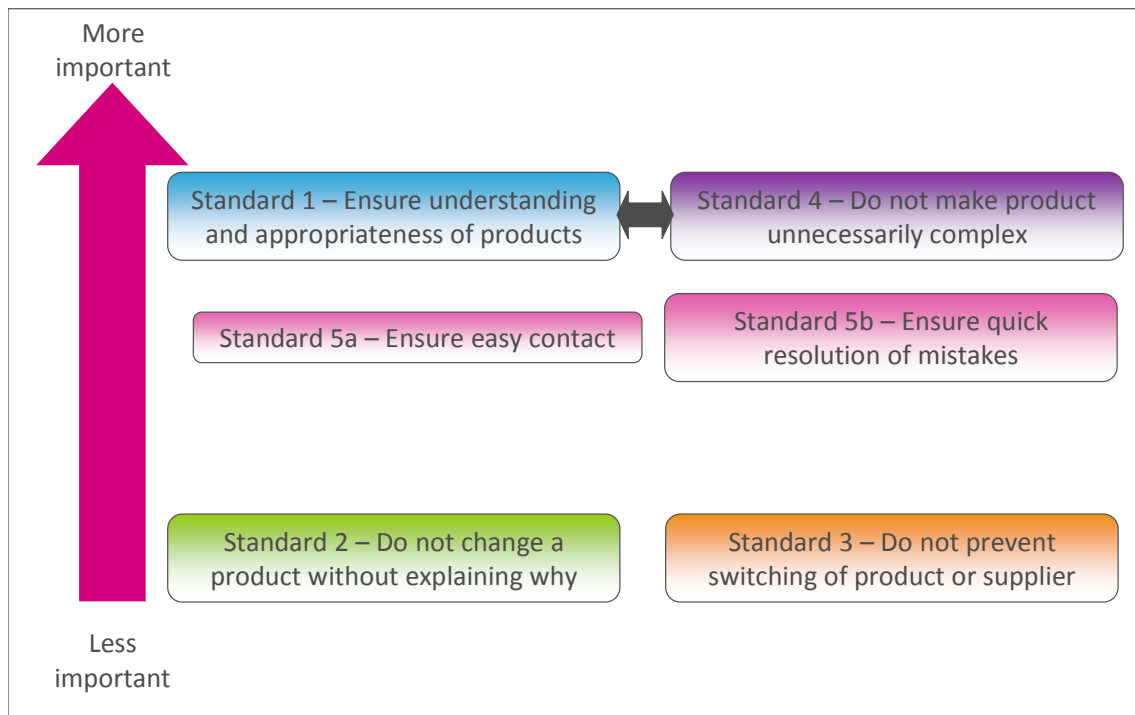 More
important
Standard 1 – Ensure understanding
and appropriateness of products
Standard 4 – Do not make product
unnecessarily complex
Standard 5a – Ensure easy contact
Standard 5b – Ensure quick
resolution of mistakes
Standard 2 – Do not change a
product without explaining why
Standard 3 – Do not prevent
switching of product or supplier
Less
important